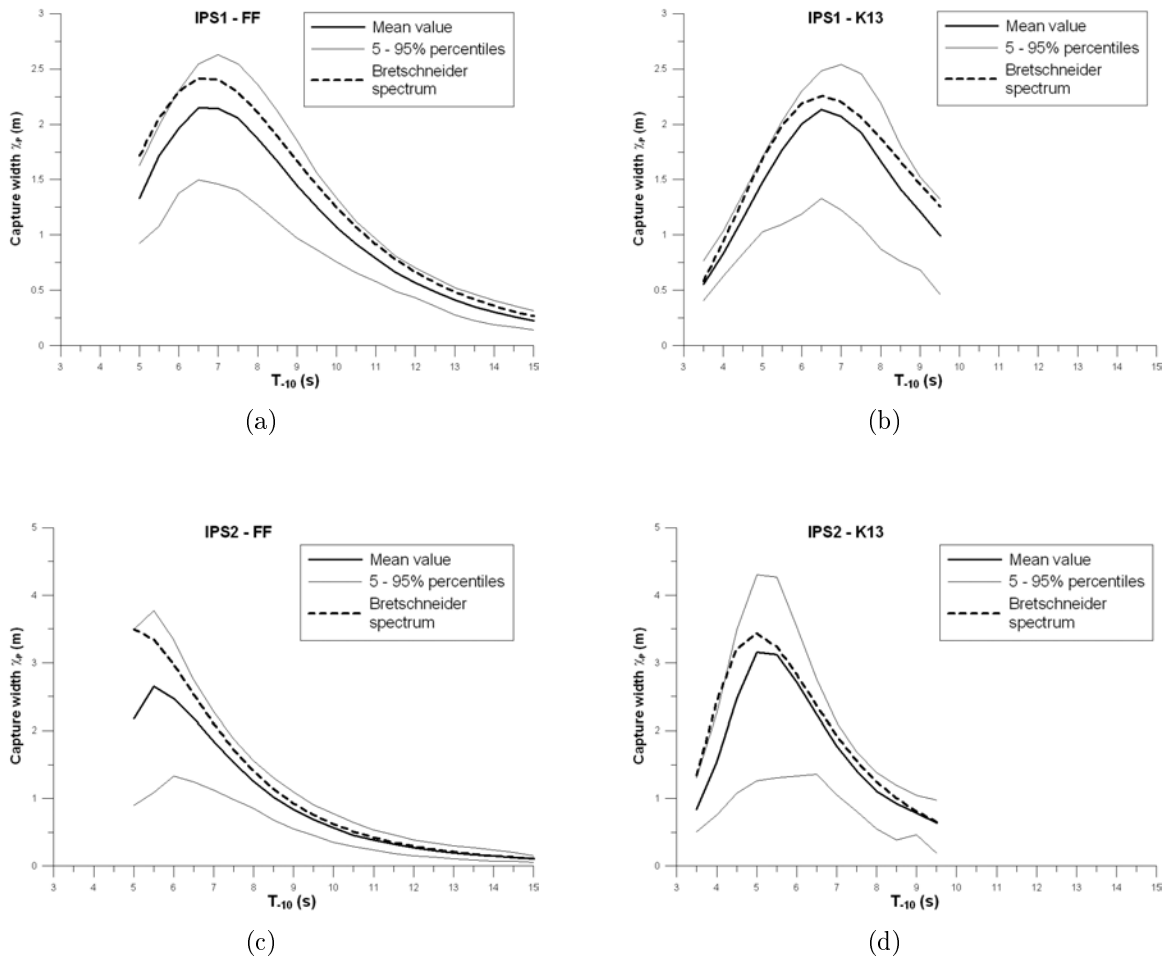 IPS1 - FF
Mean value
5 - 95% percentiles
Bretschneider
spectrum
Capture width χP (m)
3
2.5
2
1.5
1
0.5
0
3 4 5 6 7 8 9 10 11 12 13 14 15
T-10 (s)
(a)
IPS1 - K13
Mean value
5 - 95% percentiles
Bretschneider
spectrum
Capture width χP (m)
3
2.5
2
1.5
1
0.5
0
3 4 5 6 7 8 9 10 11 12 13 14 15
T-10 (s)
(b)
IPS2 - FF
Mean value
5 - 95% percentiles
Bretschneider
spectrum
Capture width χP (m)
5
4
3
2
1
0
3 4 5 6 7 8 9 10 11 12 13 14 15
T-10 (s)
(c)
IPS2 - K13
Mean value
5 - 95% percentiles
Bretschneider
spectrum
Capture width χP (m)
5
4
3
2
1
0
3 4 5 6 7 8 9 10 11 12 13 14 15
T-10 (s)
(d)